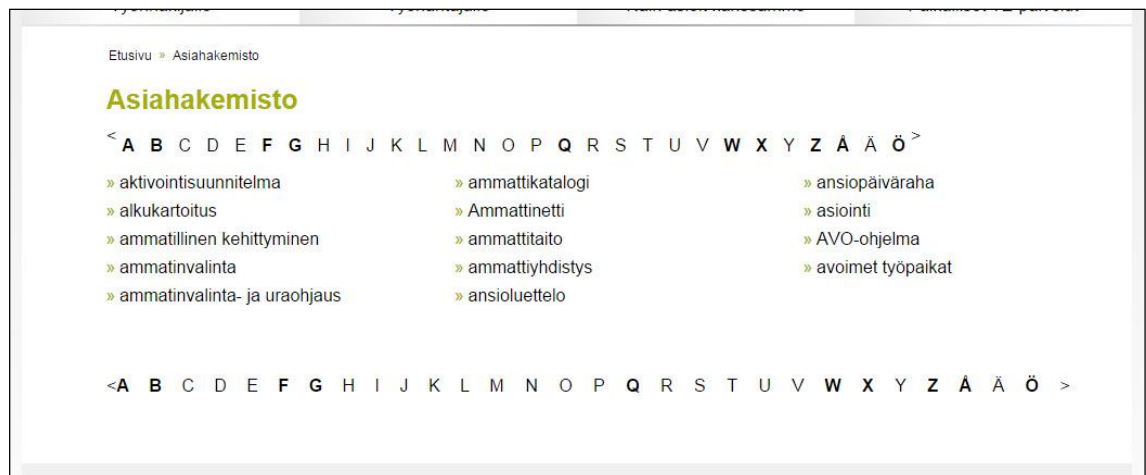 Etusivu » Asiahakemisto
Asiahakemisto
< A B C D E F G H I J K L M N O P Q R S T U V W X Y Z Å Ä Ö >
» aktivointisuunnitelma » ammattikatalogi » ansiopäiväraha
» alkukartoitus » Ammattinetti » asiointi
» ammatillinen kehittyminen » ammattitaito » AVO-ohjelma
» ammatinvalinta » ammattiyhdistys » avoimet työpaikat
» ammatinvalinta- ja uraohjaus » ansioluettelo
<A B C D E F G H I J K L M N O P Q R S T U V W X Y Z Å Ä Ö >